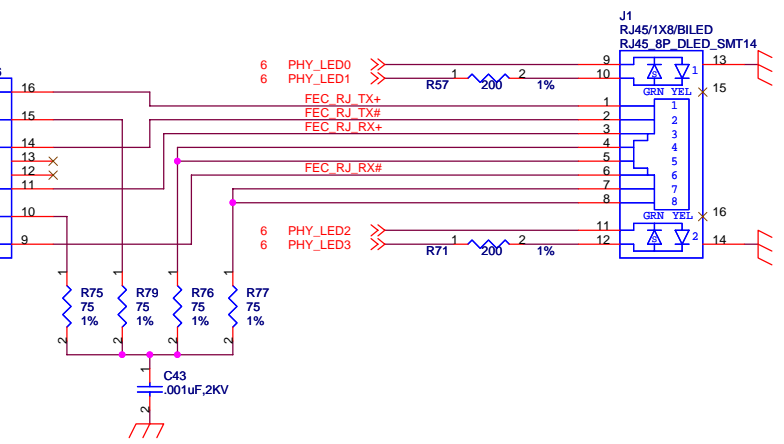 J1
RJ45/1X8/BILED
RJ45_8P_DLED_SMT14
6 PHY_LED0 9 13
6 PHY_LED1 R57 1 200 2 1% 10 1
GRN YEL 15
16 FEC_RJ_TX+ 1 1
15 FEC_RJ_TX# 2 2
FEC_RJ_RX+ 3 3
14 4 4
13 5 5
12 FEC_RJ_RX# 6 6
11 7 7
8 8
10 GRN YEL 16
6 PHY_LED2 11
9 6 PHY_LED3 R71 1 200 2 1% 12 2 14
1 1 1 1
R75 R79 R76 R77
75 75 75 75
1% 1% 1% 1%
2 2 2 2
1 C43
.001uF,2KV
2